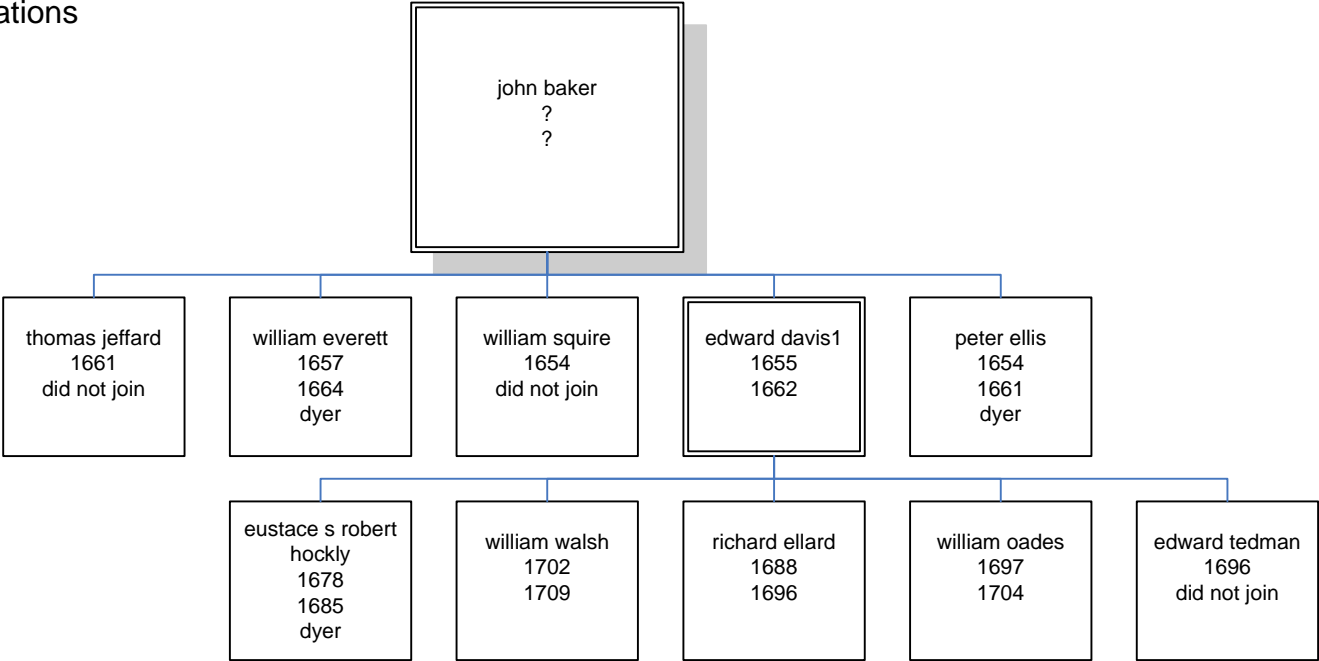 john baker
?
?
thomas jeffard
1661
did not join
william everett
1657
1664
dyer
william squire
1654
did not join
edward davis1
1655
1662
peter ellis
1654
1661
dyer
eustace s robert
hockly
1678
1685
dyer
william walsh
1702
1709
richard ellard
1688
1696
william oades
1697
1704
edward tedman
1696
did not join